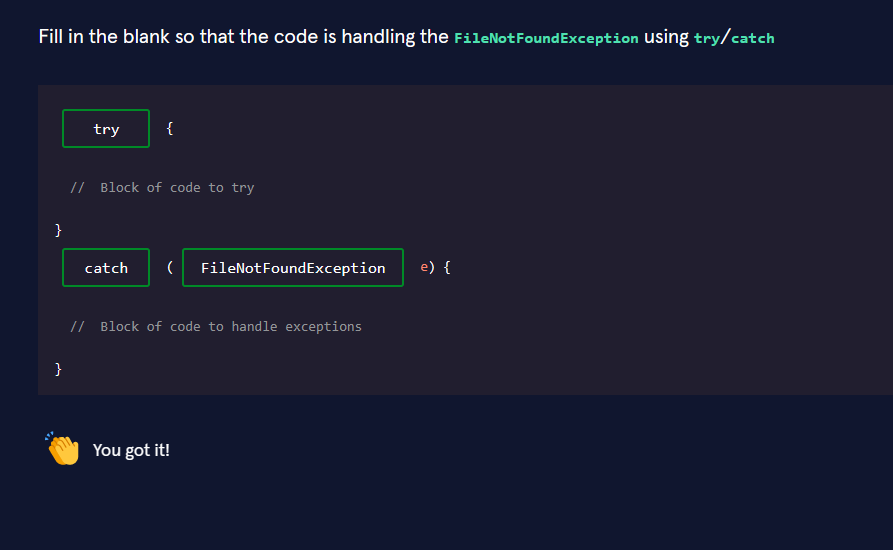 Fill in the blank so that the code is handling the FileNotFoundException using try/catch
try {
// Block of code to try
}
catch ( FileNotFoundException e) {
// Block of code to handle exceptions
}
You got it!